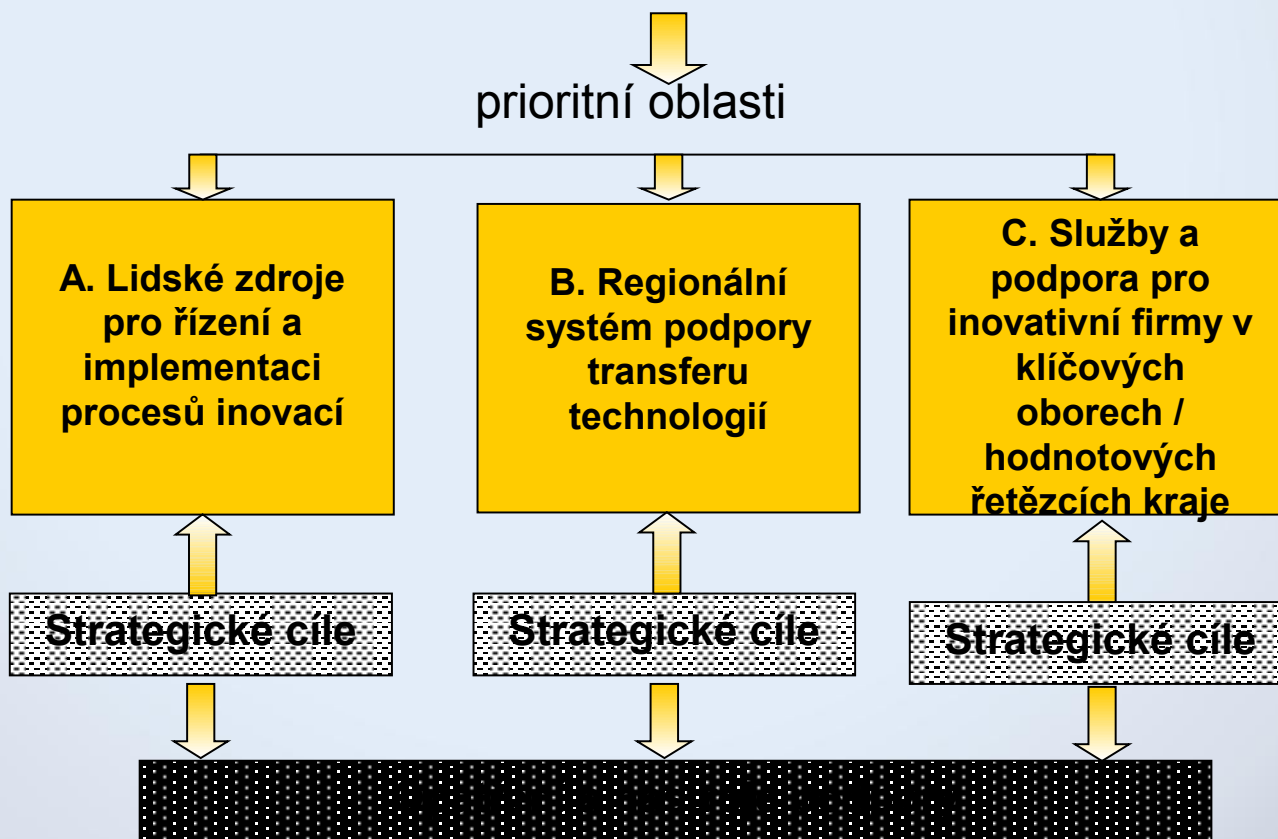 prioritní oblasti
A. Lidské zdroje
pro řízení a
implementaci
procesů inovací
B. Regionální
systém podpory
transferu
technologií
C. Služby a
podpora pro
inovativní firmy v
klíčových
oborech /
hodnotových
řetězcích kraje
Strategické cíle
Strategické cíle
Strategické cíle